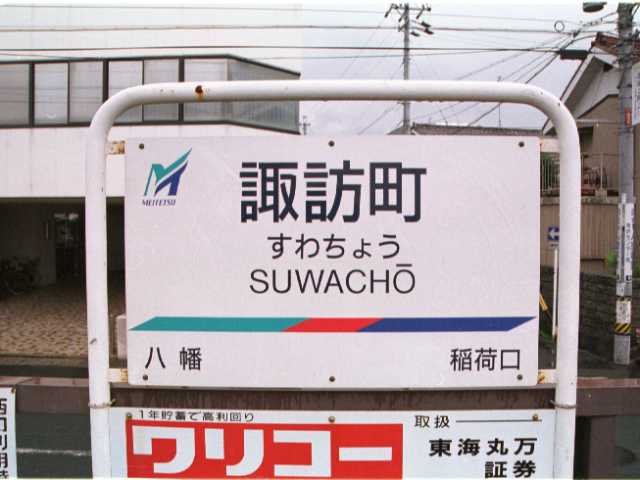 MEITETSU
諏訪町
すわちょう
SUWACHŌ
八幡
稲荷口
1年貯蓄で高利回り
ワリコー
取扱
東海丸万
証券